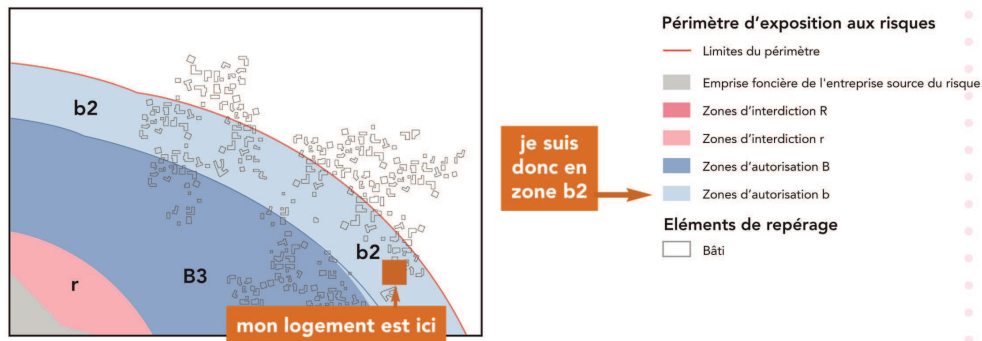 b2
b2
B3
r
mon logement est ici
je suis
donc en
zone b2
Périmètre d'exposition aux risques
Limites du périmètre
Emprise foncière de l'entreprise source du risque
Zones d'interdiction R
Zones d'interdiction r
Zones d'autorisation B
Zones d'autorisation b
Eléments de repérage
Bâti